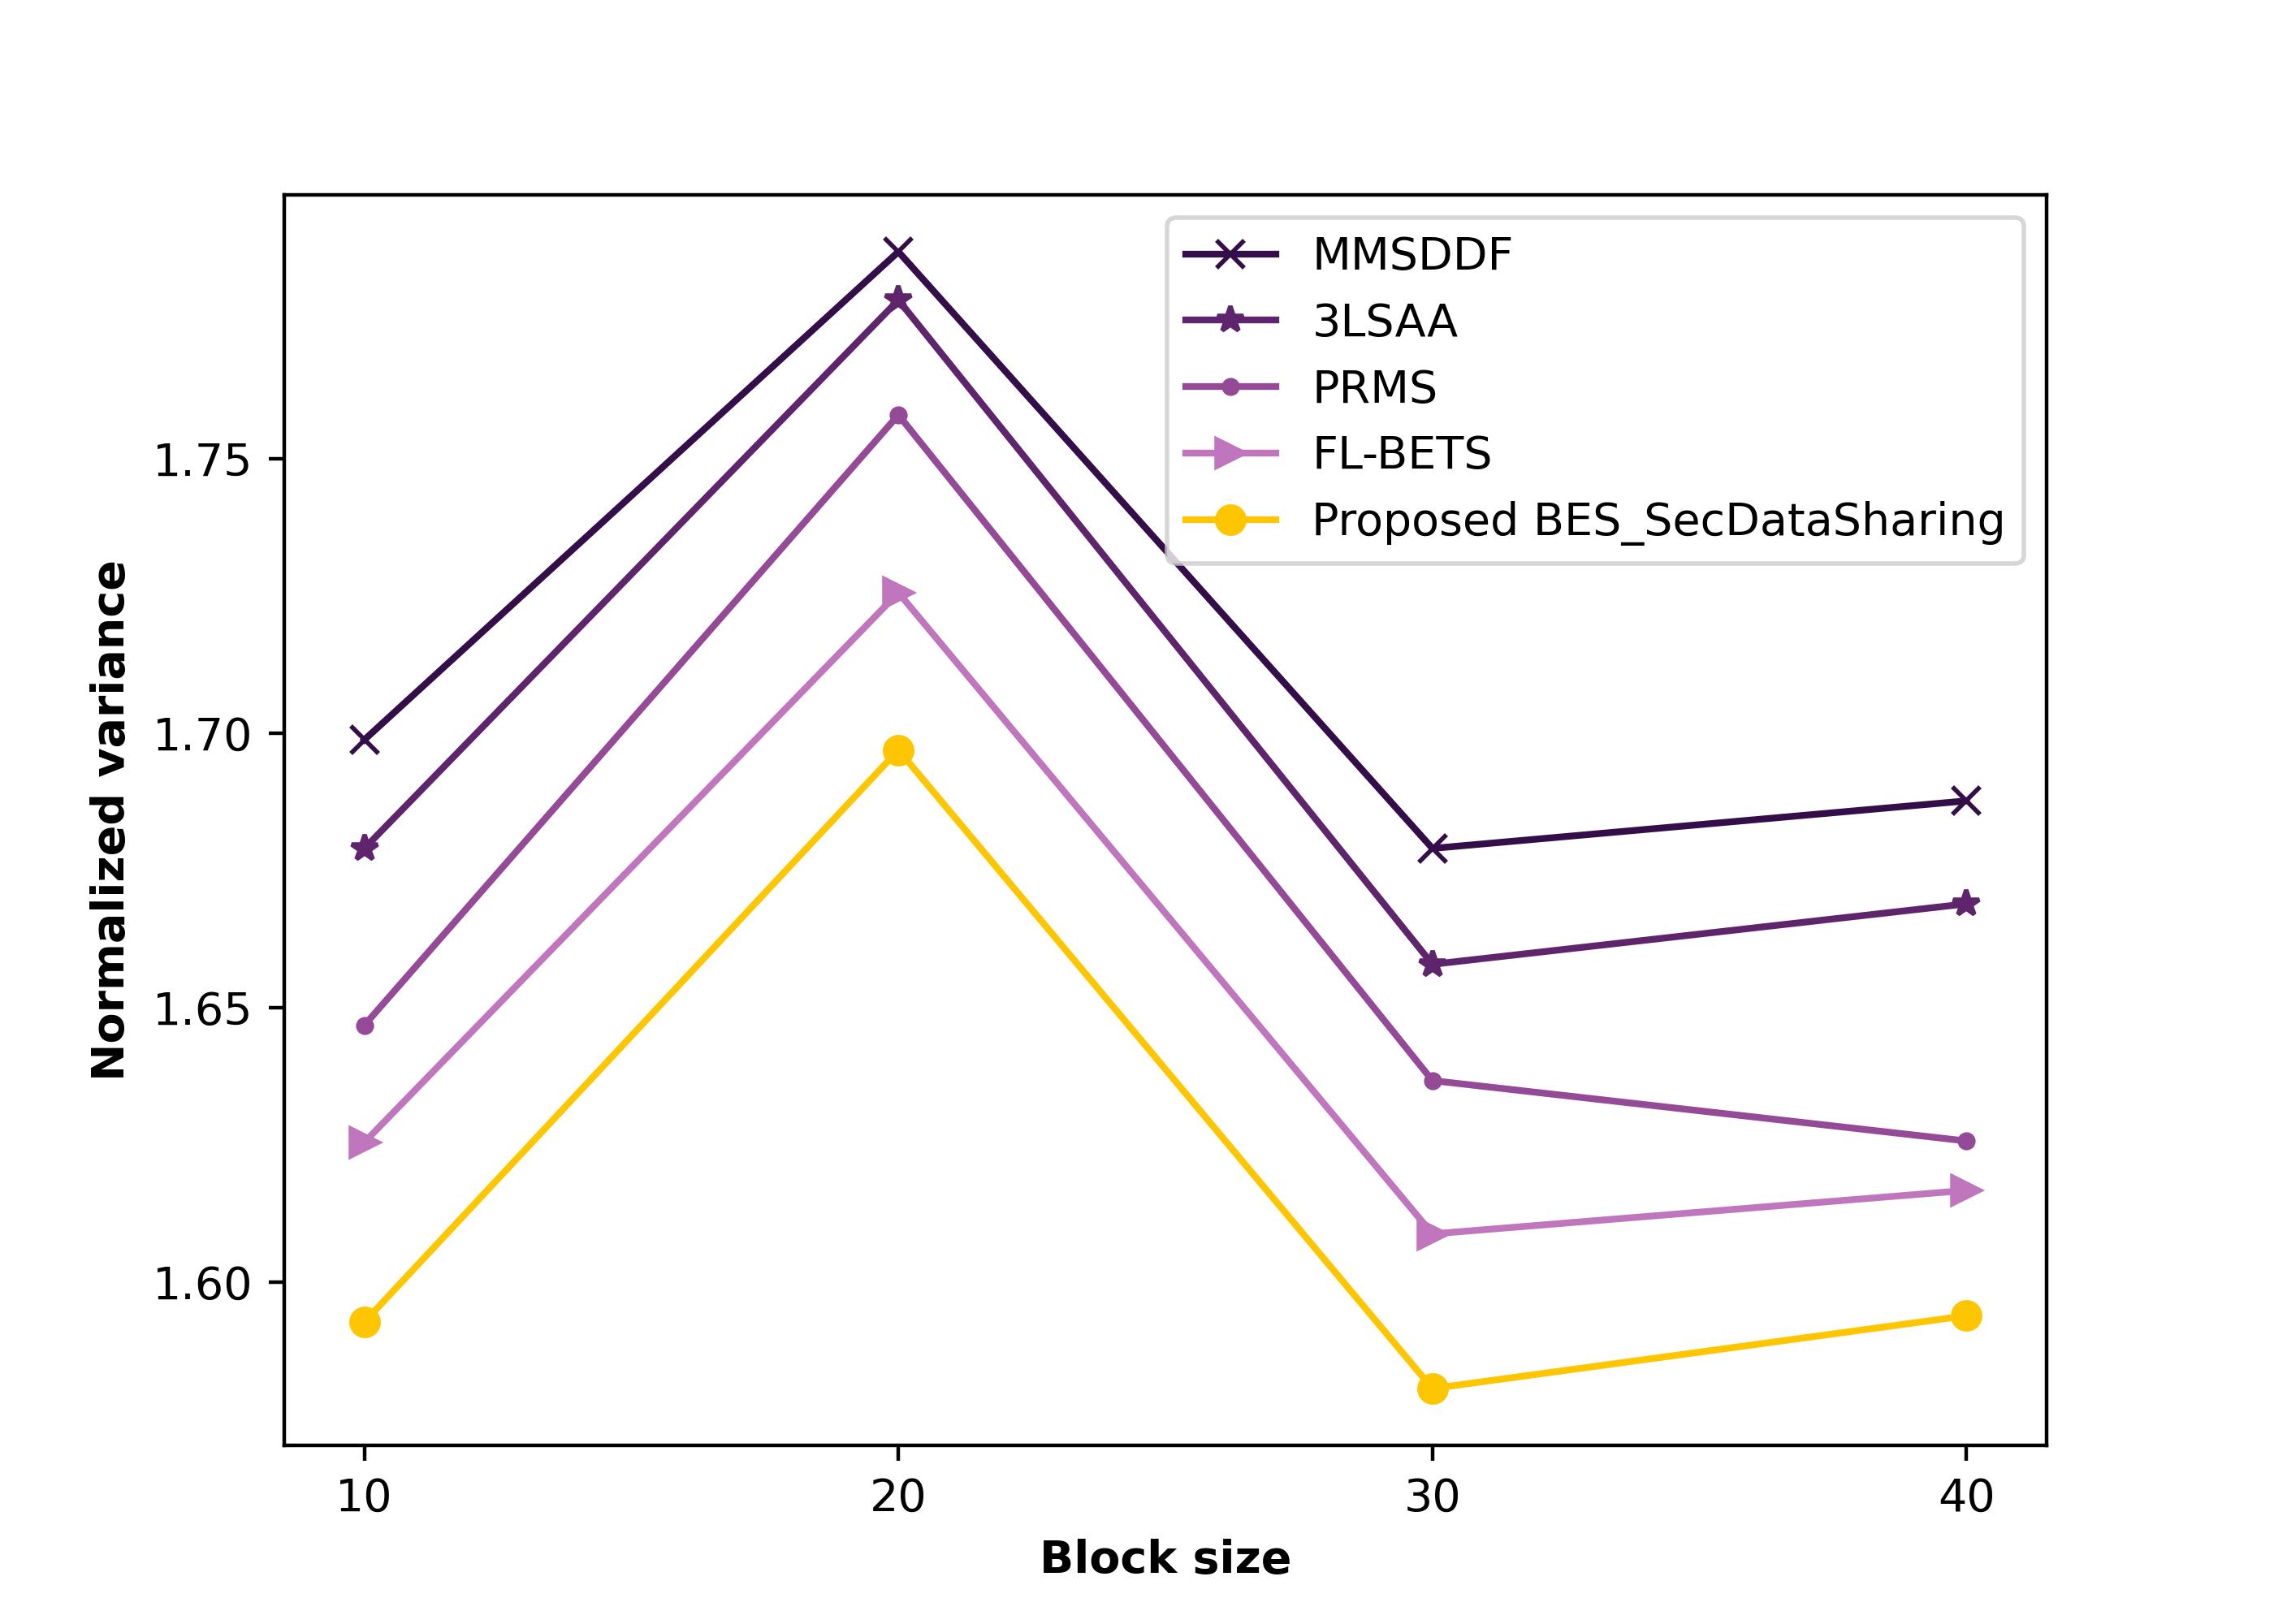 MMSDDF
3LSAA
PRMS
FL-BETS
Proposed BES_SecDataSharing
Normalized variance
1.75
1.70
1.65
1.60
10 20 30 40
Block size